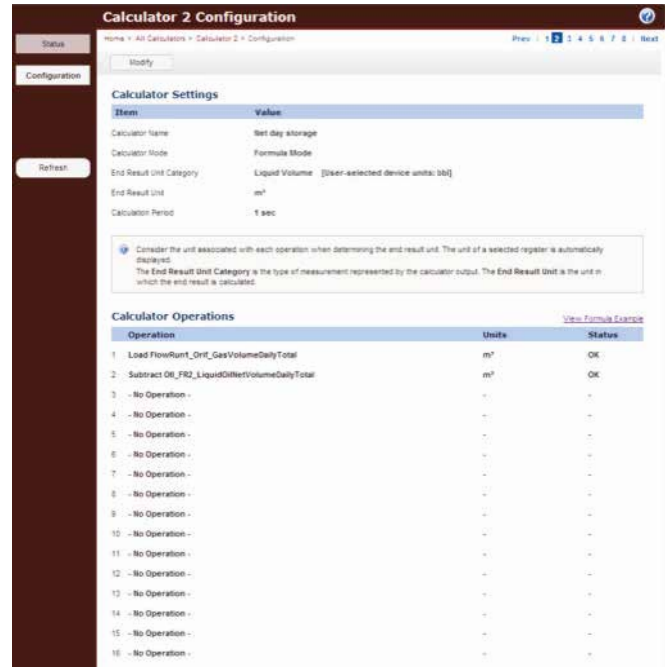 Calculator 2 Configuration
Status
Configuration
Refresh
Home > All Calculators > Calculator 2 > Configuration
Prev | 1 2 3 4 5 6 7 8 | Next
Modify
Calculator Settings
Item Value
Calculator Name Net day storage
Calculator Mode Formula Mode
End Result Unit Category Liquid Volume [User-selected device units: bbl]
End Result Unit m³
Calculation Period 1 sec
Consider the unit associated with each operation when determining the end result unit. The unit of a selected register is automatically
displayed.
The End Result Unit Category is the type of measurement represented by the calculator output. The End Result Unit is the unit in
which the end result is calculated.
Calculator Operations View Formula Example
Operation Units Status
1 Load FlowRun1_Orif_GasVolumeDailyTotal m³ OK
2 Subtract Oil_FR2_LiquidOilNetVolumeDailyTotal m³ OK
3 - No Operation - - -
4 - No Operation - - -
5 - No Operation - - -
6 - No Operation - - -
7 - No Operation - - -
8 - No Operation - - -
9 - No Operation - - -
10 - No Operation - - -
11 - No Operation - - -
12 - No Operation - - -
13 - No Operation - - -
14 - No Operation - - -
15 - No Operation - - -
16 - No Operation - - -